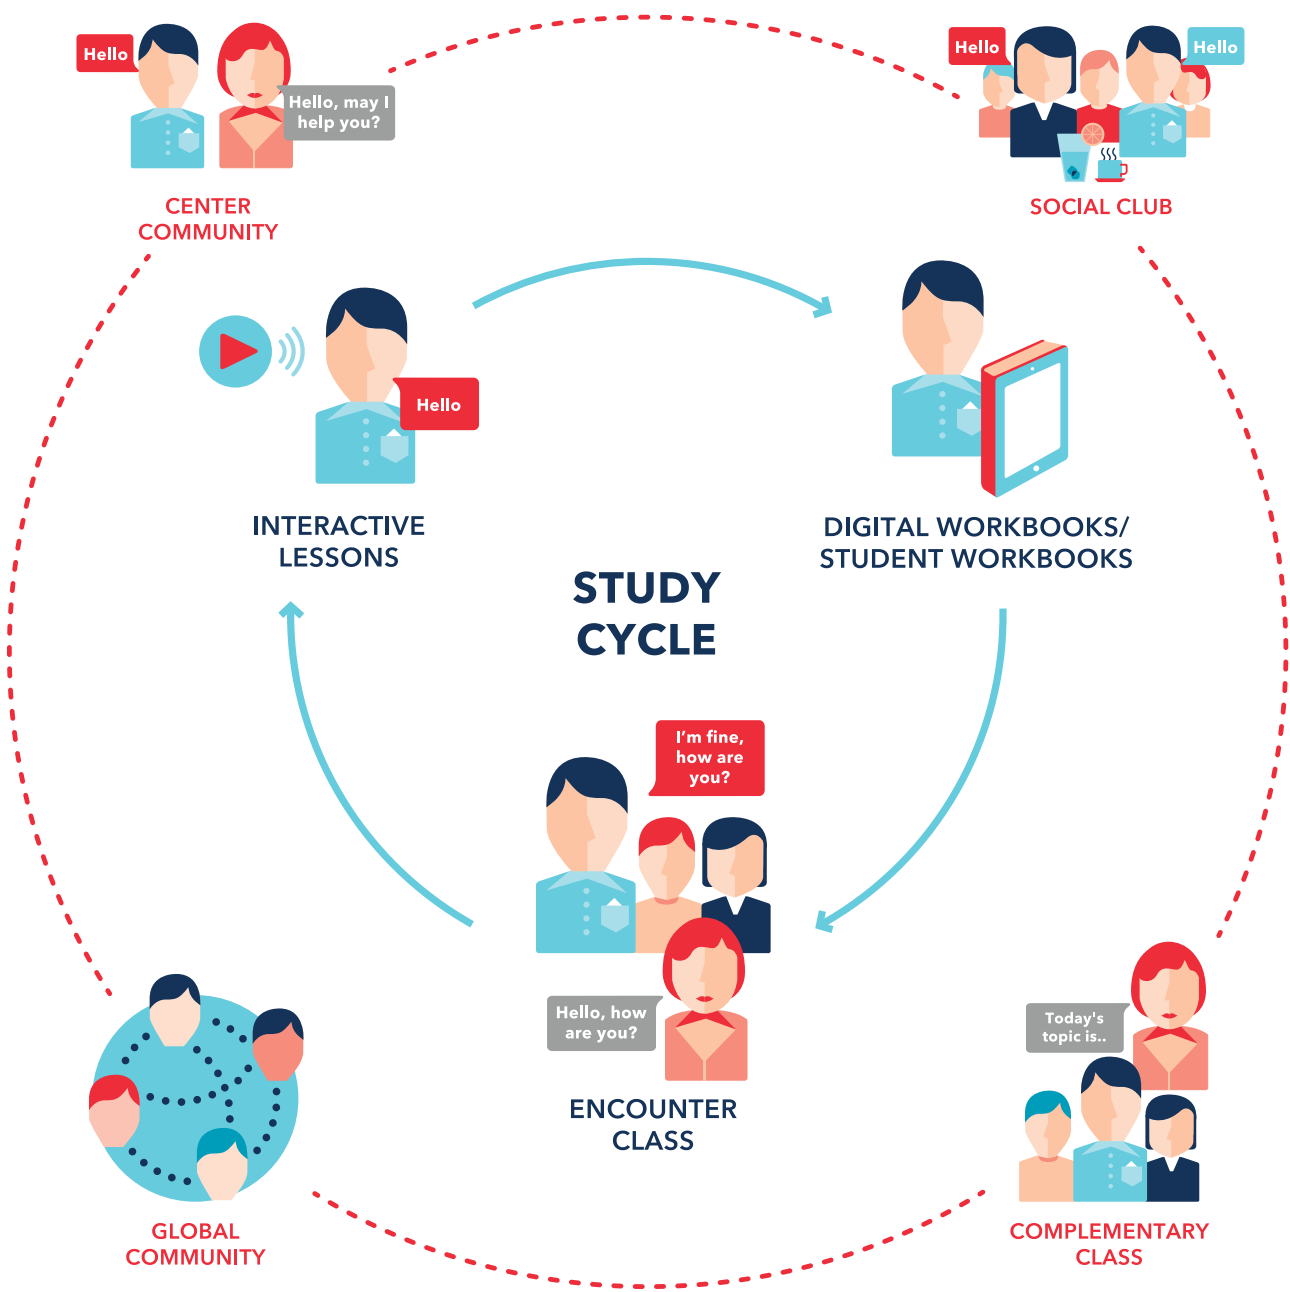 Hello
Hello, may I
help you?
CENTER
COMMUNITY
Hello
Hello
SOCIAL CLUB
Hello
INTERACTIVE
LESSONS
DIGITAL WORKBOOKS/
STUDENT WORKBOOKS
STUDY
CYCLE
I'm fine,
how are
you?
Hello, how
are you?
ENCOUNTER
CLASS
GLOBAL
COMMUNITY
Today's
topic is..
COMPLEMENTARY
CLASS